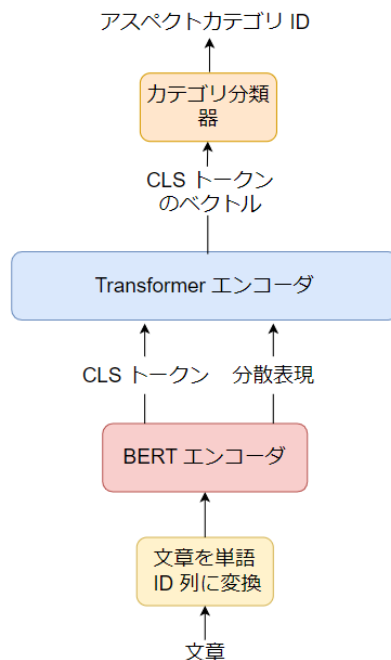 アスペクトカテゴリ ID
カテゴリ分類
器
CLS トークン
のベクトル
Transformer エンコーダ
CLS トークン 分散表現
BERT エンコーダ
文章を単語
ID 列に変換
文章